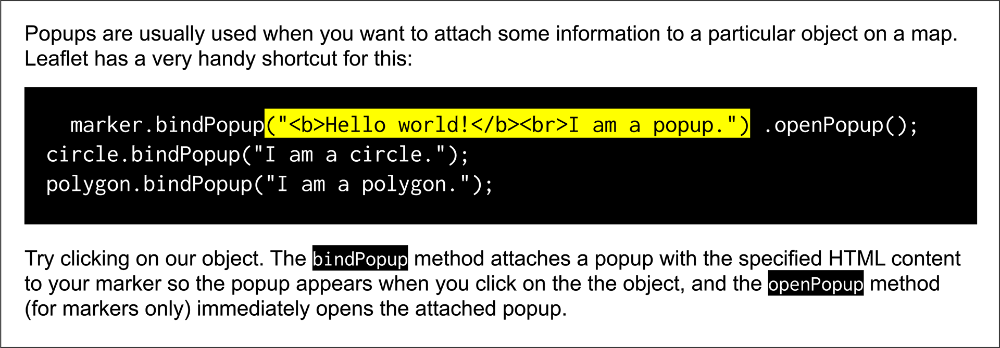 Popups are usually used when you want to attach some information to a particular object on a map.
Leaflet has a very handy shortcut for this:
marker.bindPopup("<b>Hello world!</b><br>I am a popup.") .openPopup();
circle.bindPopup("I am a circle.");
polygon.bindPopup("I am a polygon.");
Try clicking on our object. The bindPopup method attaches a popup with the specified HTML content
to your marker so the popup appears when you click on the the object, and the openPopup method
(for markers only) immediately opens the attached popup.